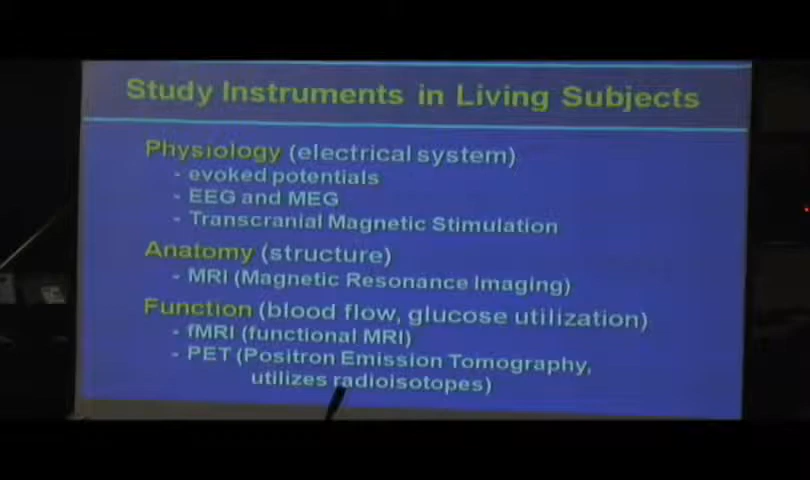 Study Instruments in Living Subjects
Physiology (electrical system)
- evoked potentials
- EEG and MEG
- Transcranial Magnetic Stimulation
Anatomy (structure)
- MRI (Magnetic Resonance Imaging)
Function (blood flow, glucose utilization)
- fMRI (functional MRI)
- PET (Positron Emission Tomography,
utilizes radioisotopes)